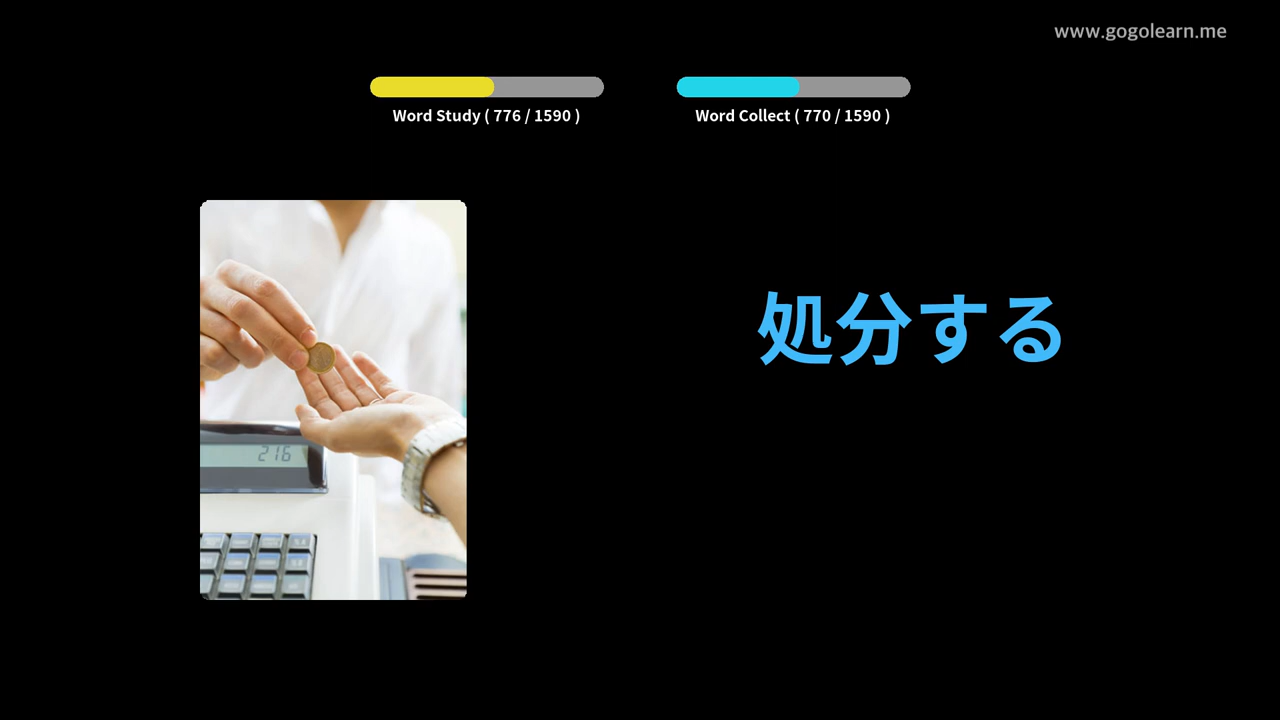 www.gogolearn.me
Word Study ( 776 / 1590 )
Word Collect ( 770 / 1590 )
処分する
216